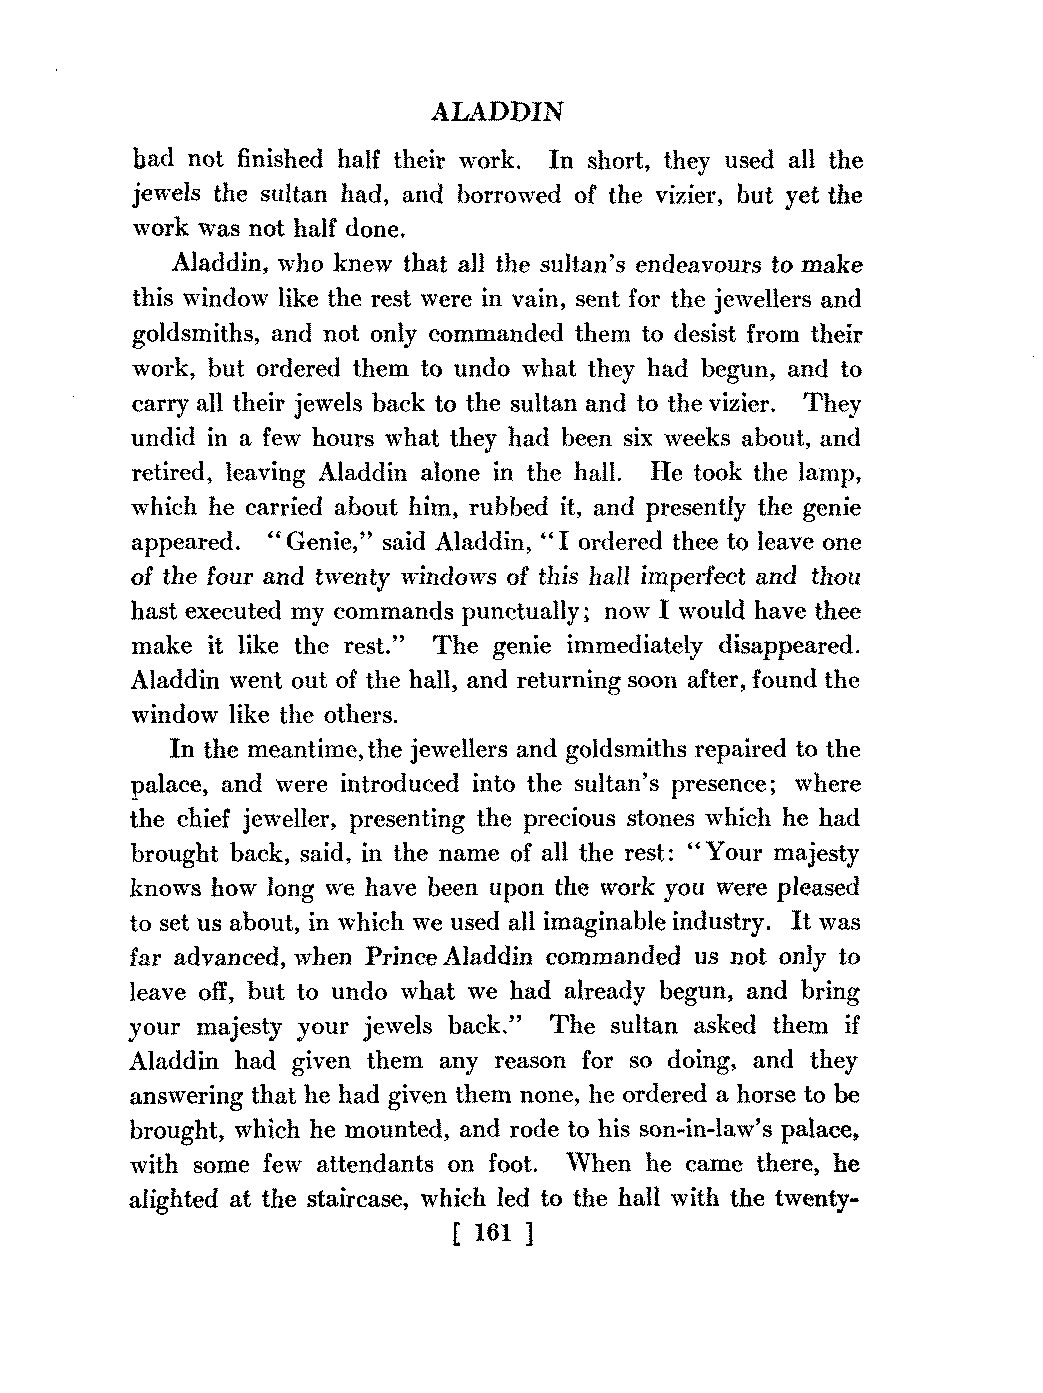 ALADDIN
had not finished half their work. In short, they used all the
jewels the sultan had, and borrowed of the vizier, but yet the
work was not half done.
Aladdin, who knew that all the sultan's endeavours to make
this window like the rest were in vain, sent for the jewellers and
goldsmiths, and not only commanded them to desist from their
work, but ordered them to undo what they had begun, and to
carry all their jewels back to the sultan and to the vizier. They
undid in a few hours what they had been six weeks about, and
retired, leaving Aladdin alone in the hall. He took the lamp,
which he carried about him, rubbed it, and presently the genie
appeared. "Genie," said Aladdin, "I ordered thee to leave one
of the four and twenty windows of this hall imperfect and thou
hast executed my commands punctually; now I would have thee
make it like the rest." The genie immediately disappeared.
Aladdin went out of the hall, and returning soon after, found the
window like the others.
In the meantime, the jewellers and goldsmiths repaired to the
palace, and were introduced into the sultan's presence; where
the chief jeweller, presenting the precious stones which he had
brought back, said, in the name of all the rest: "Your majesty
knows how long we have been upon the work you were pleased
to set us about, in which we used all imaginable industry. It was
far advanced, when Prince Aladdin commanded us not only to
leave off, but to undo what we had already begun, and bring
your majesty your jewels back." The sultan asked them if
Aladdin had given them any reason for so doing, and they
answering that he had given them none, he ordered a horse to be
brought, which he mounted, and rode to his son-in-law's palace,
with some few attendants on foot. When he came there, he
alighted at the staircase, which led to the hall with the twenty-
[ 161 ]